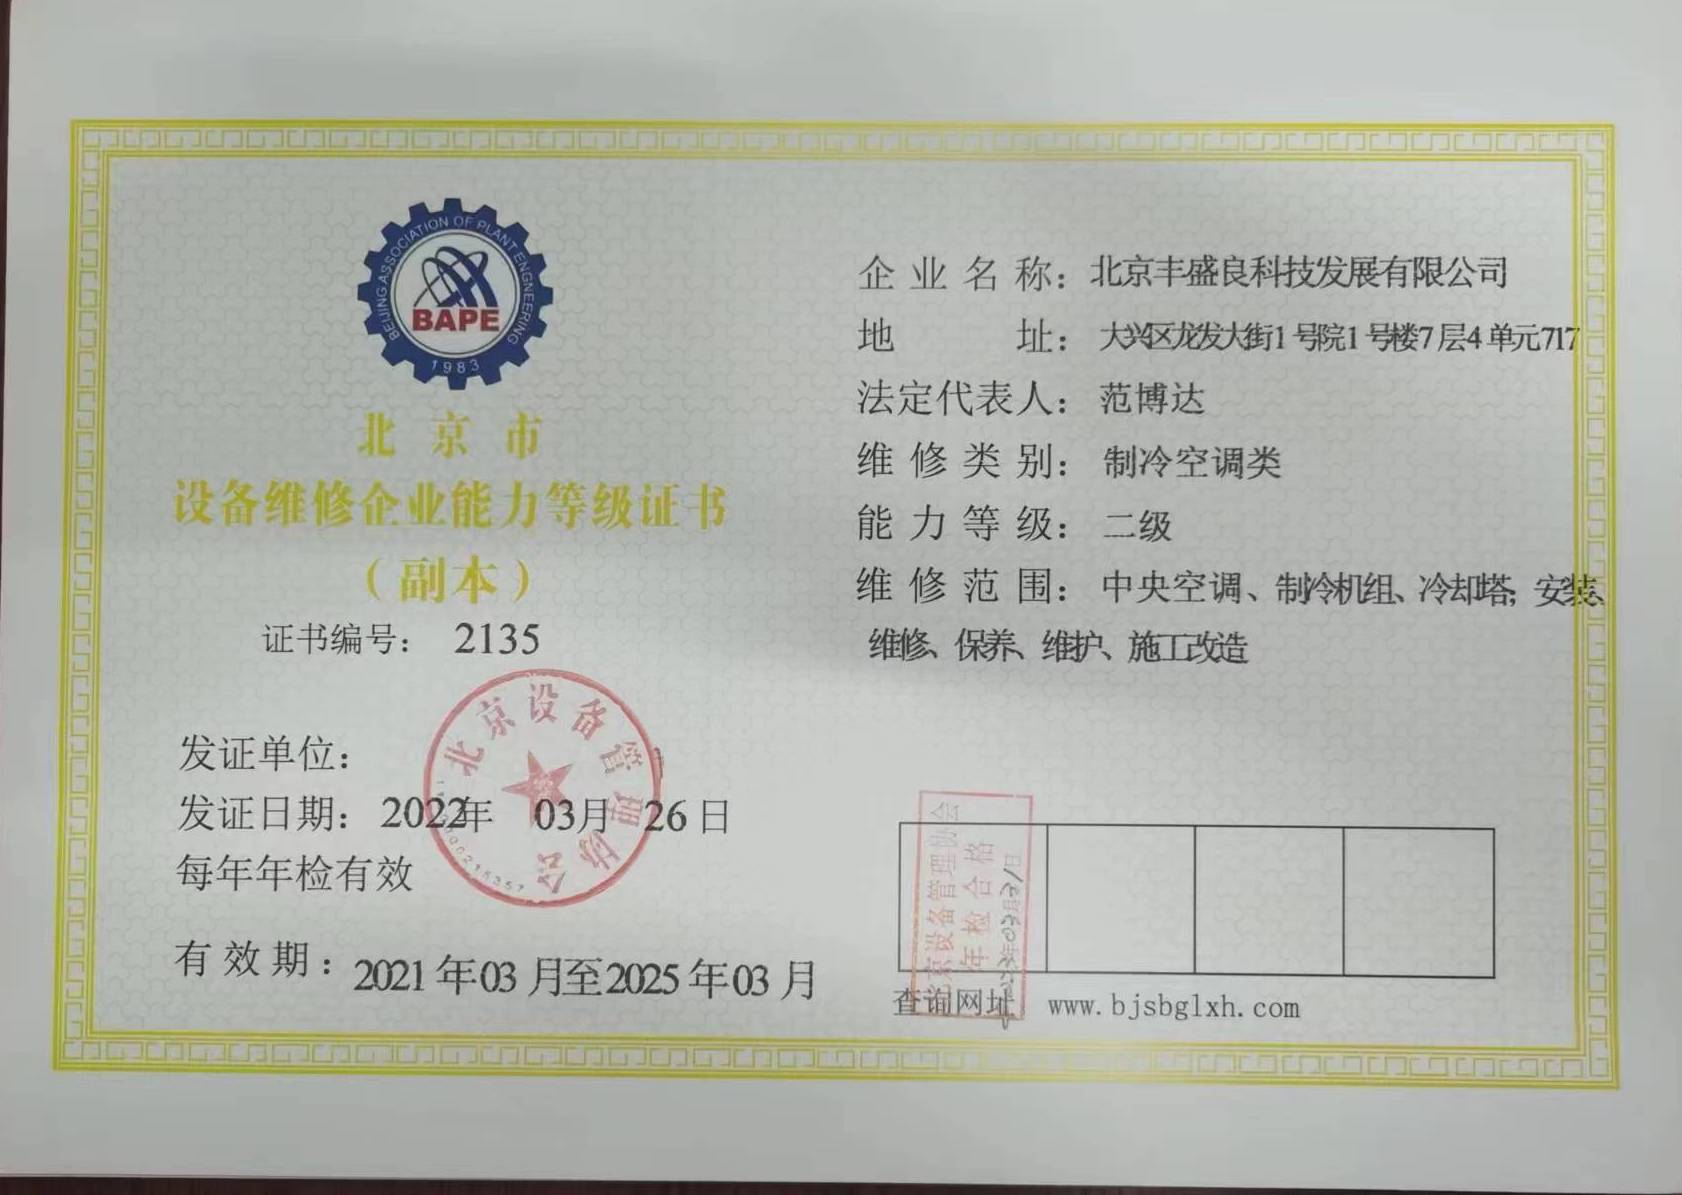 BEIJING ASSOCIATION OF PLANT ENGINEERING
BAPE
1983
北京市
设备维修企业能力等级证书
（副本）
证书编号： 2135
发证单位：
北京设备管理协会
发证日期： 2022年 03月 26日
每年年检有效
有效期： 2021年03月至2025年03月
企业名称： 北京丰盛良科技发展有限公司
地址： 大兴区龙发大街1号院1号楼7层4单元717
法定代表人： 范博达
维修类别： 制冷空调类
能力等级： 二级
维修范围： 中央空调、制冷机组、冷却塔；安装、
维修、保养、维护、施工改造
北京设备管理协会
年检合格
查询网址 www.bjsbglxh.com